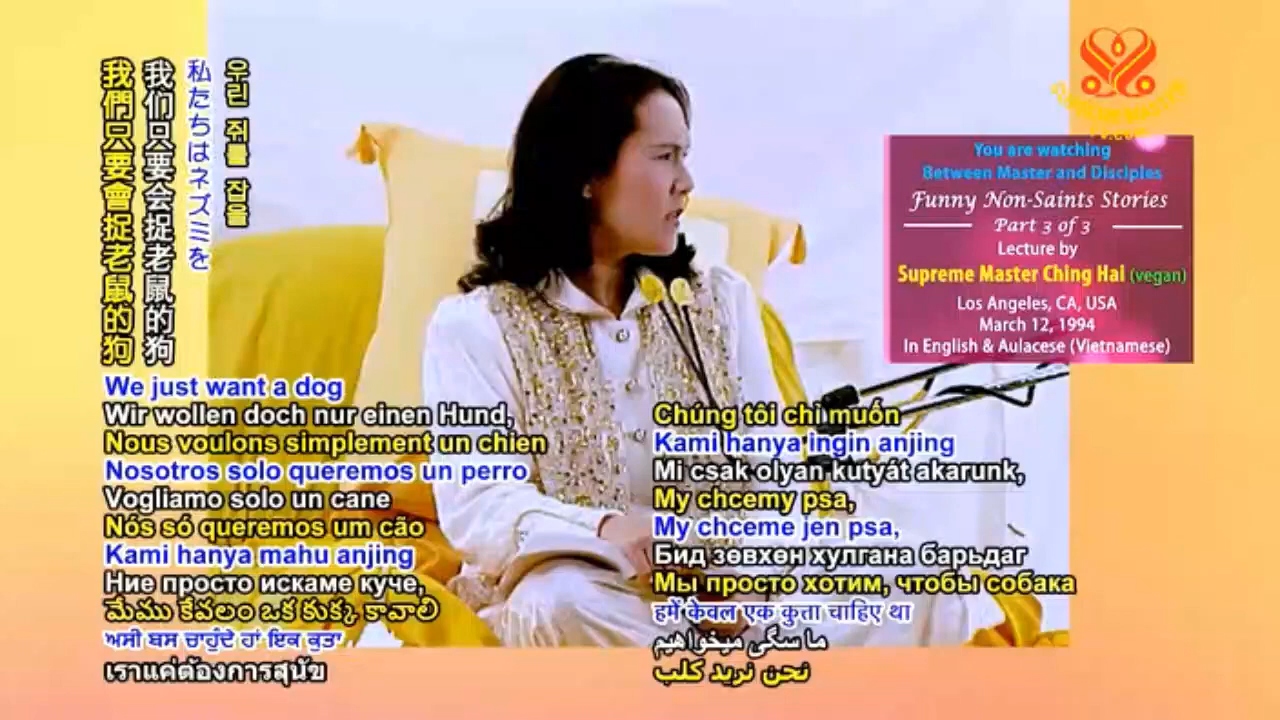 우린 쥐를 잡을
私たちはネズミを
我们只要会捉老鼠的狗
我們只要會捉老鼠的狗
We just want a dog
Wir wollen doch nur einen Hund,
Nous voulons simplement un chien
Nosotros solo queremos un perro
Vogliamo solo un cane
Nós só queremos um cão
Kami hanya mahu anjing
Ние просто искаме куче,
మేము కేవలం ఒక కుక్క కావాలి
ਅਸੀ ਬਸ ਚਾਹੁੰਦੇ ਹਾਂ ਇਕ ਕੁਤਾ
เราแค่ต้องการสุนัข
Chúng tôi chỉ muốn
Kami hanya ingin anjing
Mi csak olyan kutyát akarunk,
My chcemy psa,
My chceme jen psa,
Бид зөвхөн хулгана барьдаг
Мы просто хотим, чтобы собака
हमें केवल एक कुता चाहिए था
ما سگی میخواهیم
نحن نريد كلب
You are watching
Between Master and Disciples
Funny Non-Saints Stories
Part 3 of 3
Lecture by
Supreme Master Ching Hai (vegan)
Los Angeles, CA, USA
March 12, 1994
In English & Aulacese (Vietnamese)